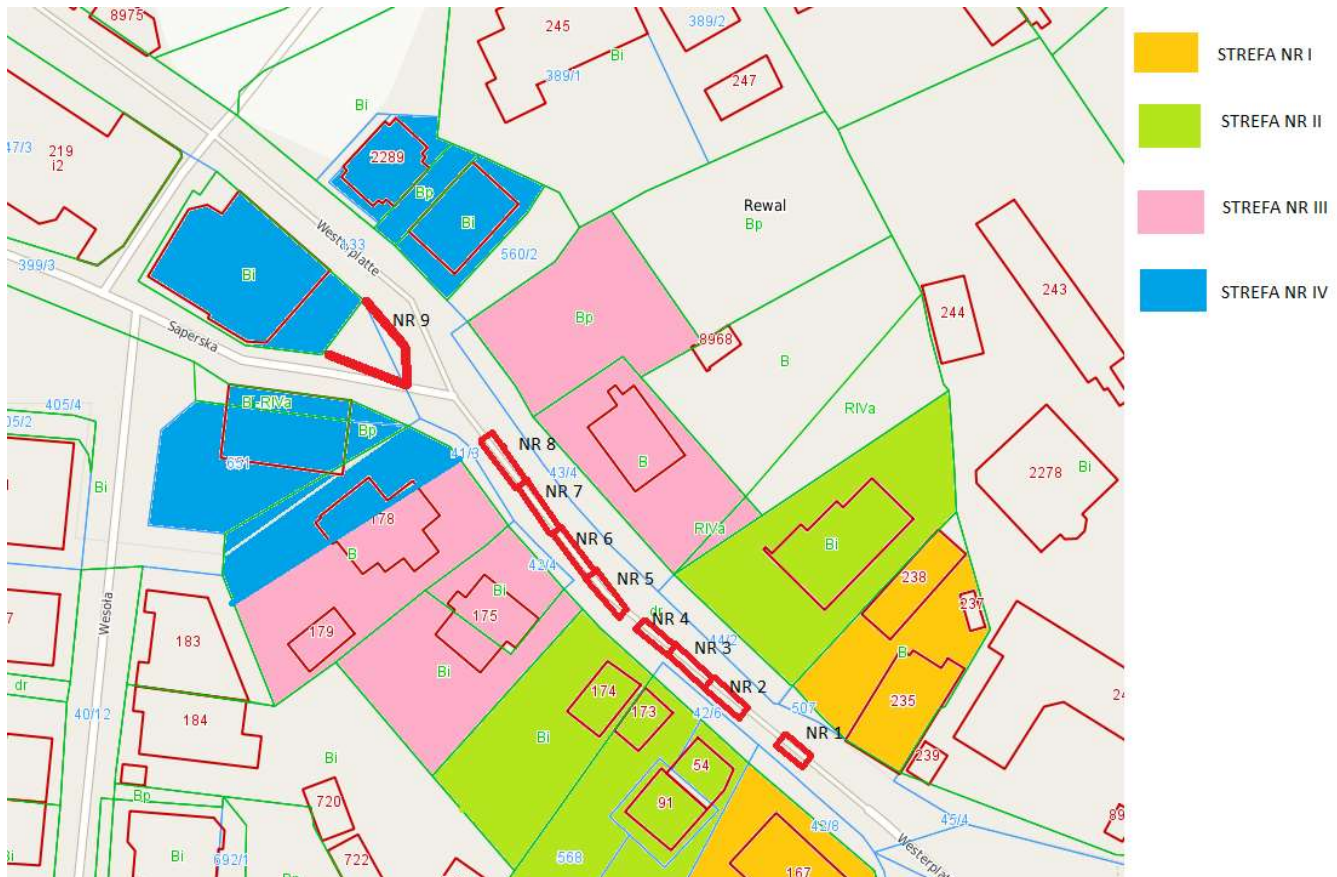 8975
245
389/2
Bi
389/1
247
STREFA NR I
Bi
STREFA NR II
47/3
219
i2
2289
Bp
Rewal
Bp
STREFA NR III
Bi
560/2
399/3
Bi
133
243
STREFA NR IV
NR 9
Bp
244
Saperska
8968
B
405/4
RIVa
Bp
NR 8
41/3
651
43/4
B
2278
Bi
Bi
NR 7
178
RIVa
NR 6
B
42/4
Bi
238
Bi
NR 5
Wesoła
175
237
dr
179
NR 4
44/2
B
183
NR 3
Bi
dr
174
NR 2
235
40/12
173
42/6
507
184
Bi
NR 1
239
54
Bi
91
Bp
720
42/8
45/4
Bi
692/1
722
568
167